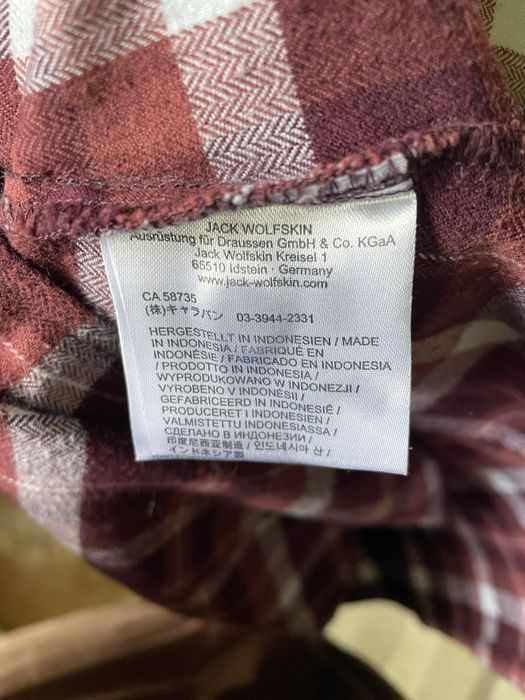 JACK WOLFSKIN
Ausrüstung für Draussen GmbH & Co. KGaA
Jack Wolfskin Kreisel 1
65510 Idstein · Germany
www.jack-wolfskin.com
CA 58735
(株)キャラバン 03-3944-2331
HERGESTELLT IN INDONESIEN / MADE
IN INDONESIA / FABRIQUÉ EN
INDONÉSIE / FABRICADO EN INDONESIA
/ PRODOTTO IN INDONESIA /
WYPRODUKOWANO W INDONEZJI /
VYROBENO V INDONÉSII /
GEFABRICEERD IN INDONESIË /
PRODUCERET I INDONESIEN /
VALMISTETTU INDONESIASSA /
СДЕЛАНО В ИНДОНЕЗИИ /
印度尼西亚制造 / 인도네시아 산 /
インドネシア製